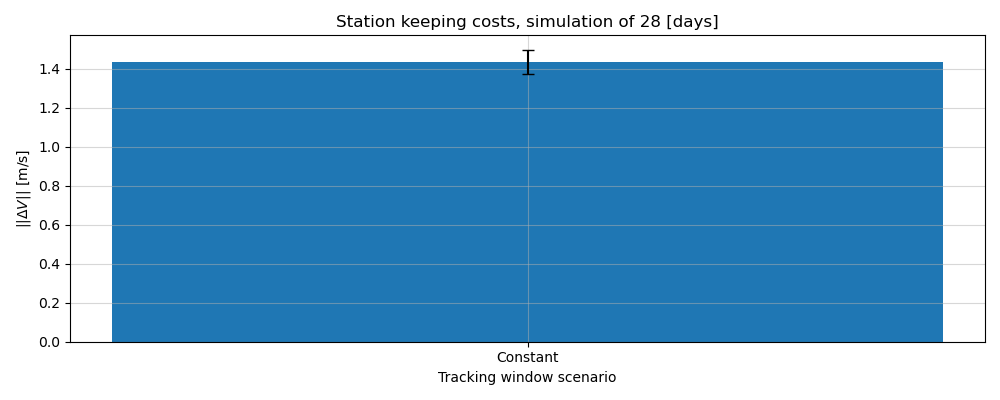 Station keeping costs, simulation of 28 [days]
||ΔV|| [m/s]
1.4
1.2
1.0
0.8
0.6
0.4
0.2
0.0
Constant
Tracking window scenario